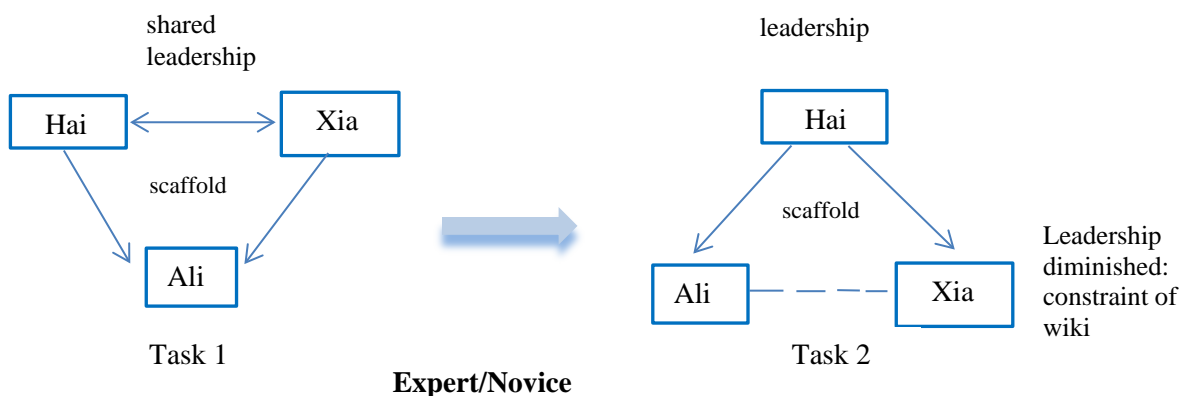 shared
leadership
Hai
Xia
scaffold
Ali
Task 1
leadership
Hai
scaffold
Ali
Xia
Leadership
diminished:
constraint of
wiki
Task 2
Expert/Novice